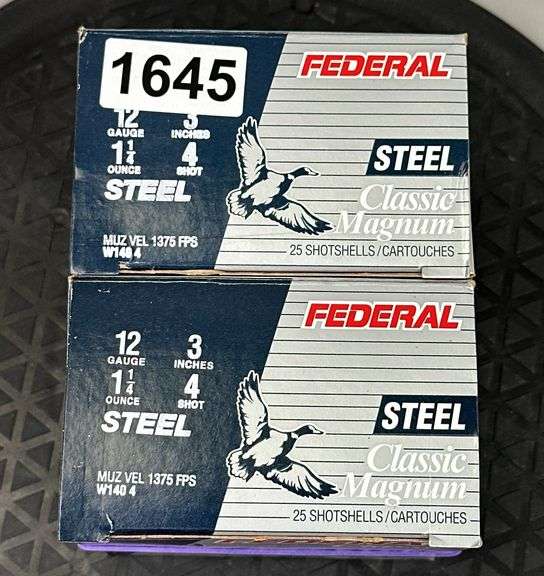 1645
FEDERAL
12 3
GAUGE INCHES
1 1/4 4
OUNCE SHOT
STEEL
STEEL
Classic
Magnum
MUZ VEL 1375 FPS
W140 4
25 SHOTSHELLS/CARTOUCHES
FEDERAL
12 3
GAUGE INCHES
1 1/4 4
OUNCE SHOT
STEEL
STEEL
Classic
Magnum
MUZ VEL 1375 FPS
W140 4
25 SHOTSHELLS/CARTOUCHES